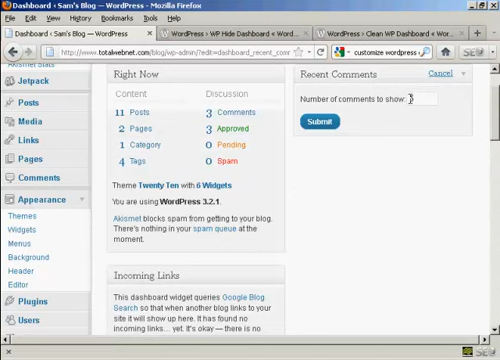 Dashboard ‹ Sam's Blog — WordPress - Mozilla Firefox
File Edit View History Bookmarks Tools Help
Dashboard ‹ Sam's Blog — WordPress
WordPress › WP Hide Dashboard « Word...
WordPress › Clean WP Dashboard « Wor...
http://www.totalwebnet.com/blog/wp-admin/?edit=dashboard_recent_comr
customize wordpress
Akismet Stats
Jetpack
Posts
Media
Links
Pages
Comments
Appearance
Themes
Widgets
Menus
Background
Header
Editor
Plugins
Users
Right Now
Content Discussion
11 Posts 3 Comments
2 Pages 3 Approved
1 Category 0 Pending
4 Tags 0 Spam
Theme Twenty Ten with 6 Widgets
You are using WordPress 3.2.1.
Akismet blocks spam from getting to your blog.
There's nothing in your spam queue at the
moment.
Incoming Links
This dashboard widget queries Google Blog
Search so that when another blog links to your
site it will show up here. It has found no
incoming links... yet. It's okay — there is no
Recent Comments Cancel
Number of comments to show:
Submit